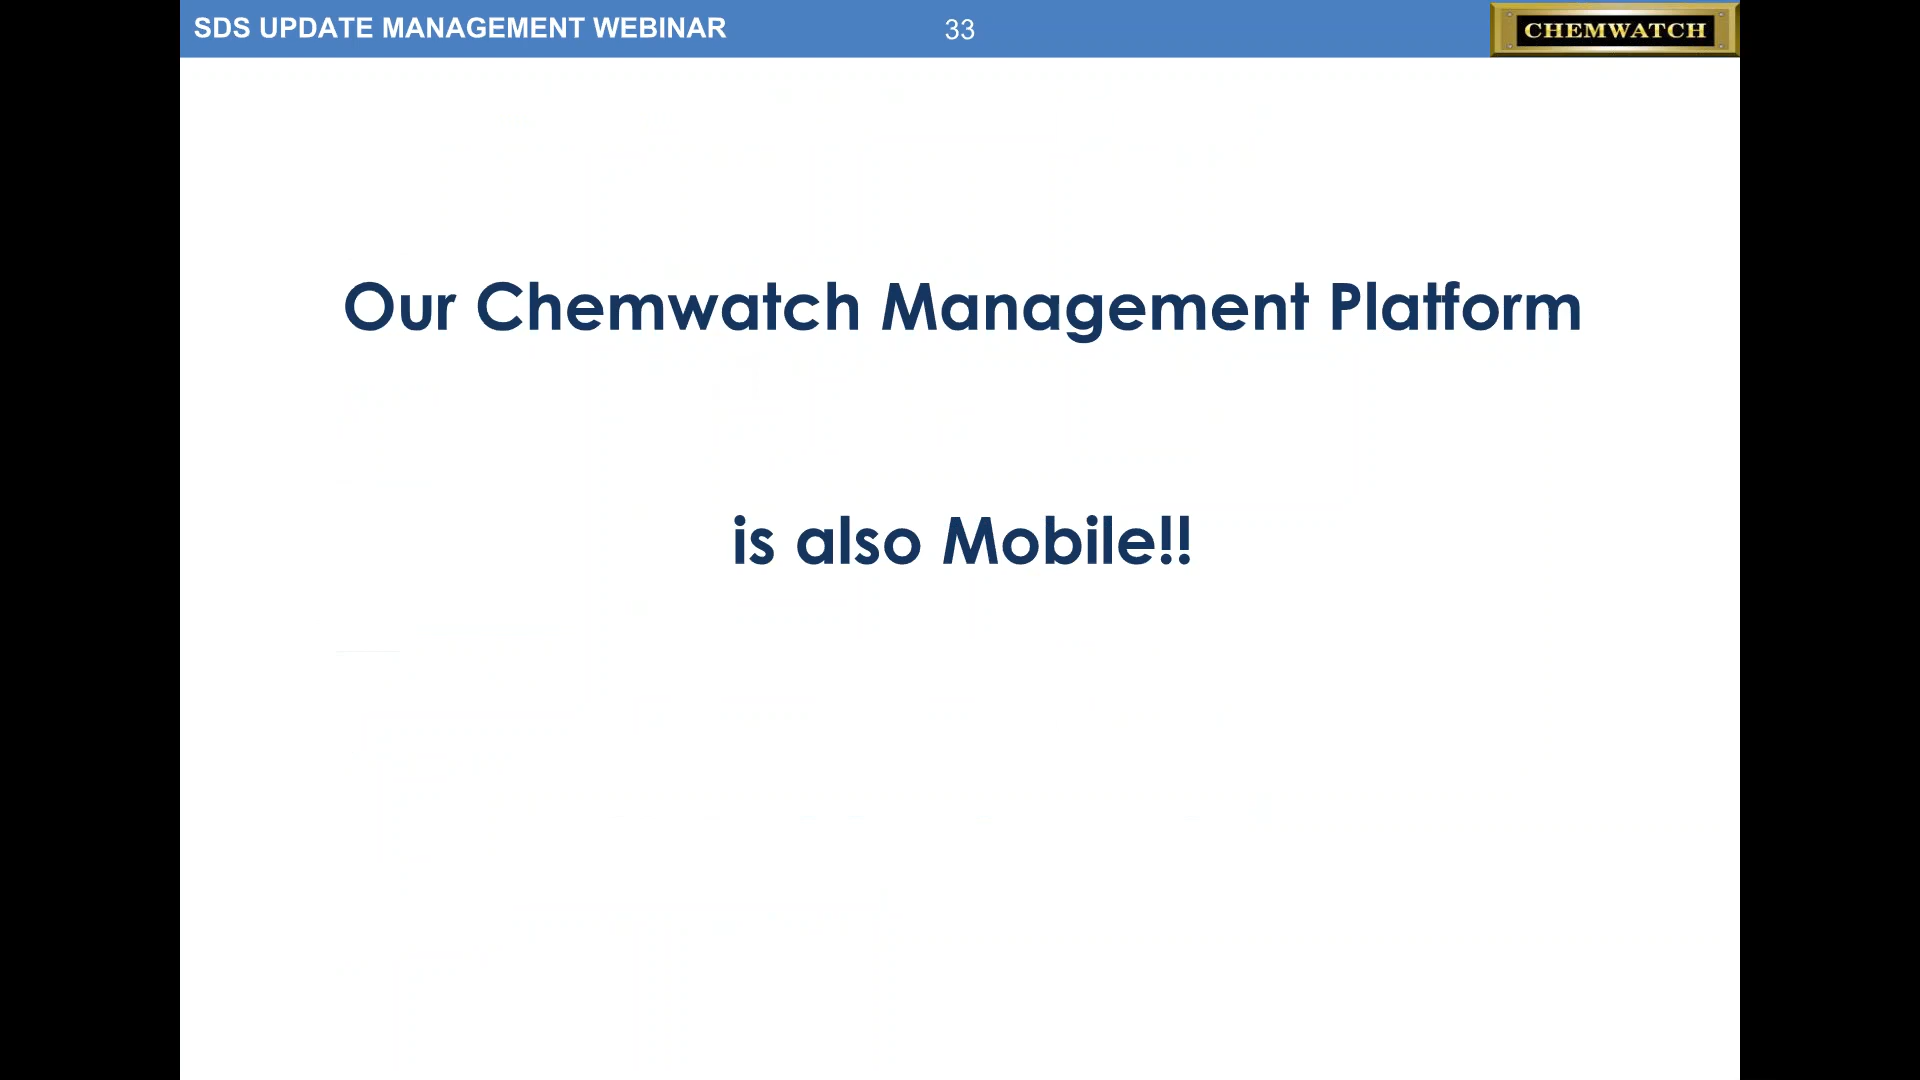 SDS UPDATE MANAGEMENT WEBINAR
33
CHEMWATCH
Our Chemwatch Management Platform
is also Mobile!!